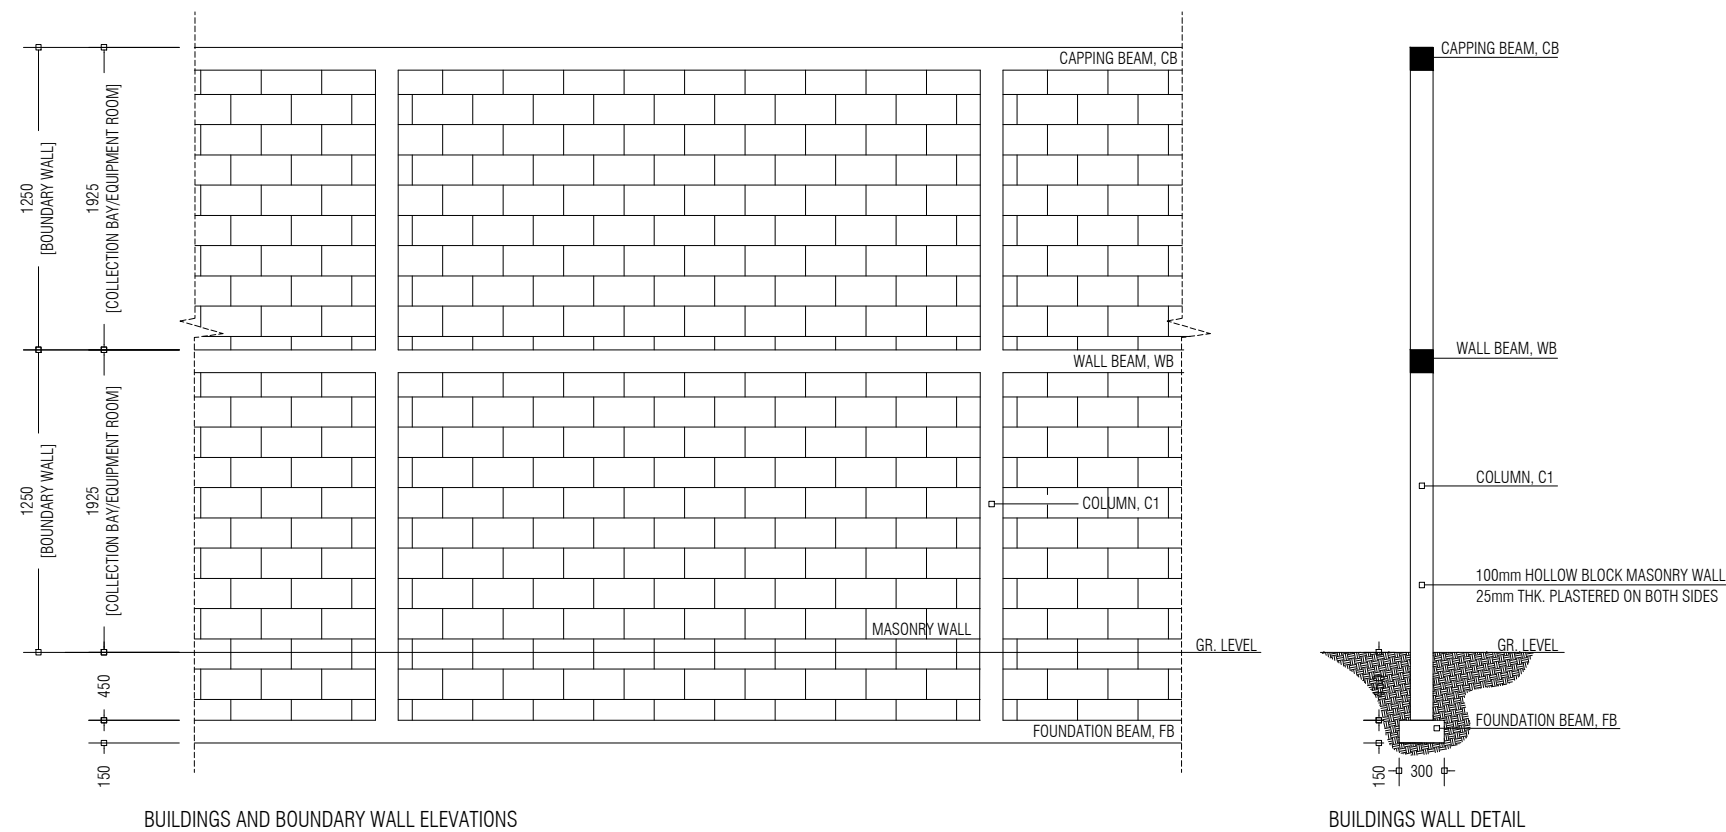 CAPPING BEAM, CB
1250
[BOUNDARY WALL]
1925
[COLLECTION BAY/EQUIPMENT ROOM]
WALL BEAM, WB
1250
[BOUNDARY WALL]
1925
[COLLECTION BAY/EQUIPMENT ROOM]
COLUMN, C1
MASONRY WALL
GR. LEVEL
450
FOUNDATION BEAM, FB
150
BUILDINGS AND BOUNDARY WALL ELEVATIONS
CAPPING BEAM, CB
WALL BEAM, WB
COLUMN, C1
100mm HOLLOW BLOCK MASONRY WALL
25mm THK. PLASTERED ON BOTH SIDES
GR. LEVEL
FOUNDATION BEAM, FB
150
300
BUILDINGS WALL DETAIL